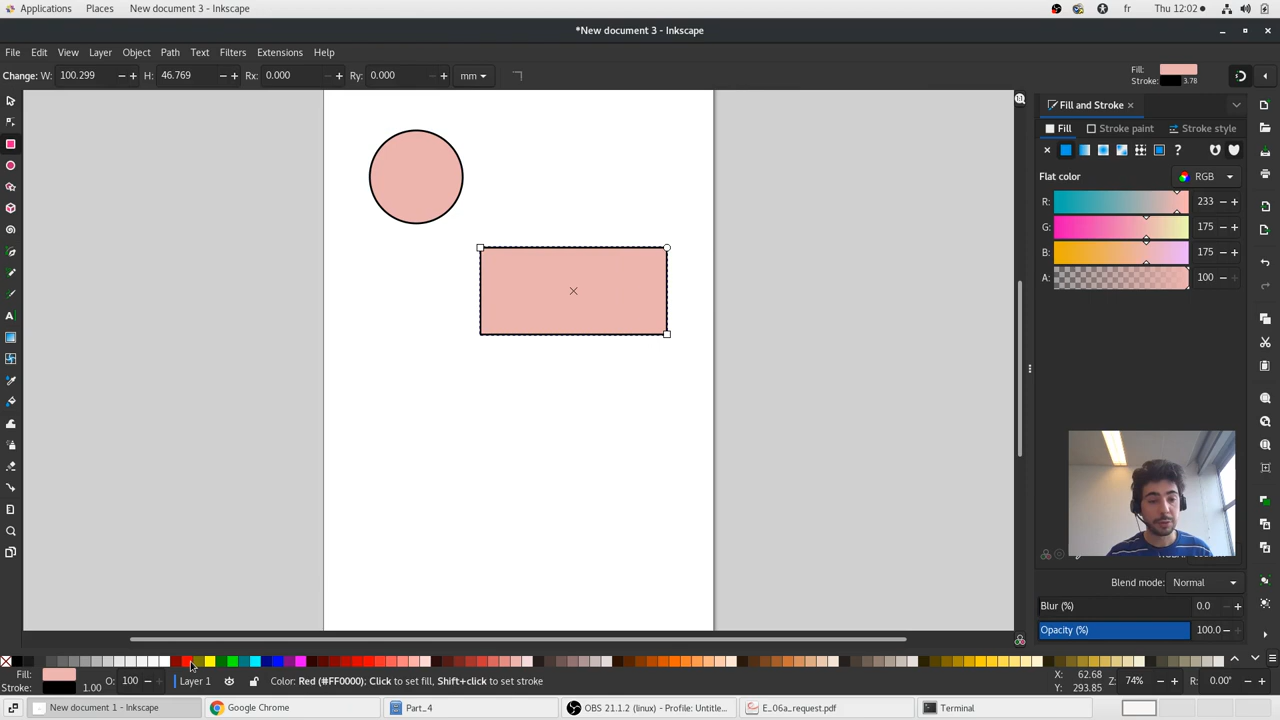 Applications Places New document 3 - Inkscape fr Thu 12:02
*New document 3 - Inkscape
File Edit View Layer Object Path Text Filters Extensions Help
Change: W: 100.299 − + H: 46.769 − + Rx: 0.000 − + Ry: 0.000 − + mm
Fill:
Stroke: 3.78
Fill and Stroke
Fill Stroke paint Stroke style
?
Flat color RGB
R: 233 − +
G: 175 − +
B: 175 − +
A: 100 − +
Blend mode: Normal
Blur (%) 0.0 − +
Opacity (%) 100.0 − +
Fill:
Stroke: 1.00
O: 100 − +
Layer 1
Color: Red (#FF0000); Click to set fill, Shift+click to set stroke
X: 62.68
Y: 293.85
Z: 74% − + R: 0.00° − +
New document 1 - Inkscape Google Chrome Part_4 OBS 21.1.2 (linux) - Profile: Untitle... E_06a_request.pdf Terminal